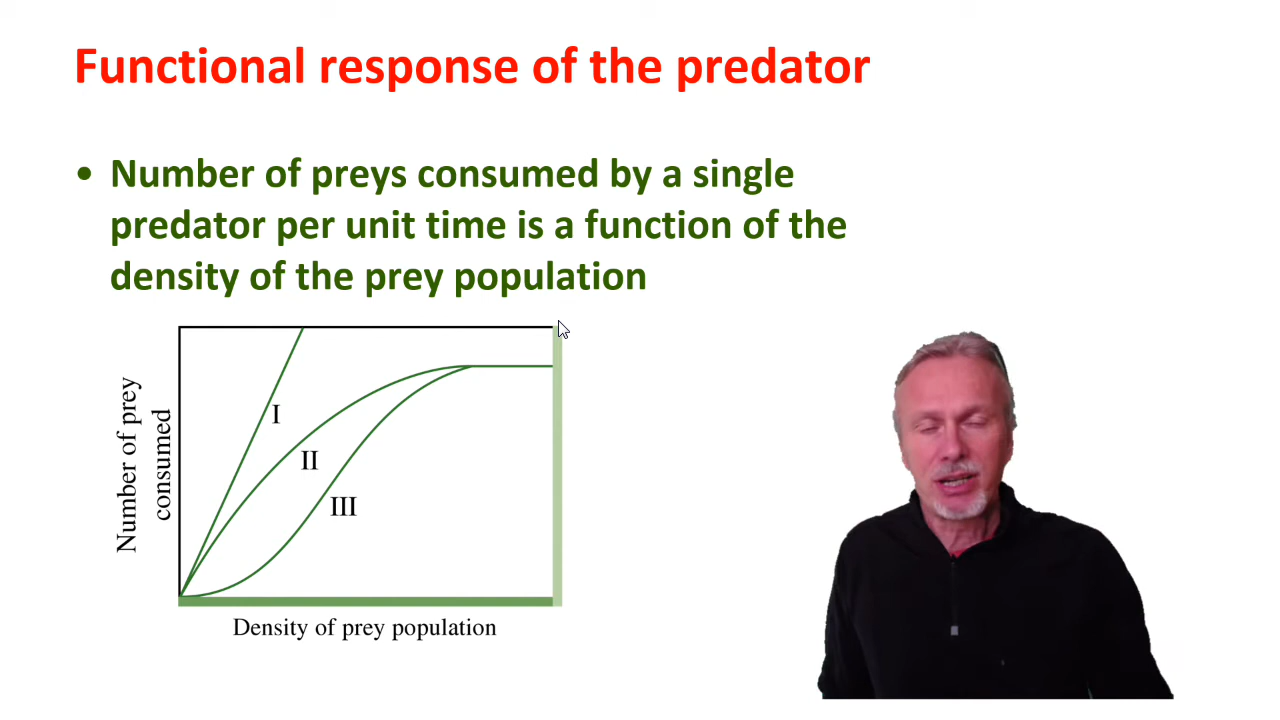 Functional response of the predator
• Number of preys consumed by a single
predator per unit time is a function of the
density of the prey population
Number of prey
consumed
I
II
III
Density of prey population